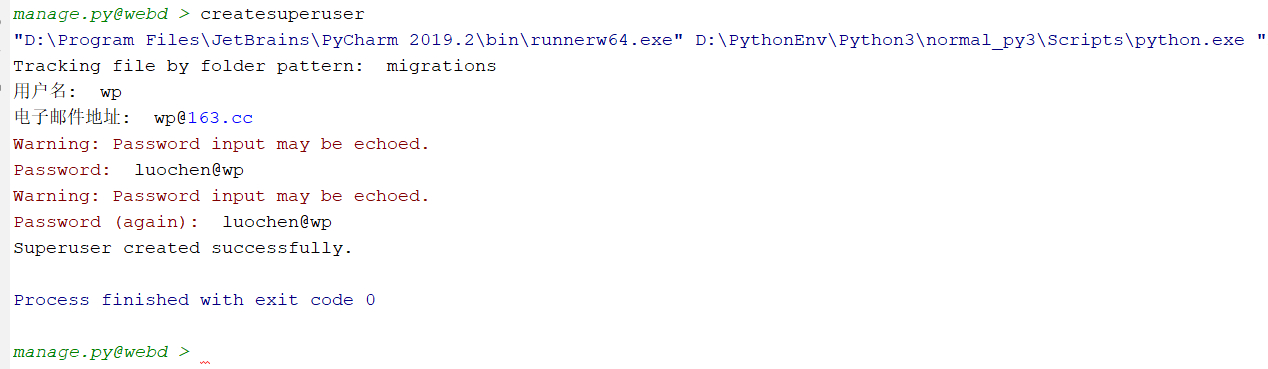 manage.py@webd > createsuperuser
"D:\Program Files\JetBrains\PyCharm 2019.2\bin\runnerw64.exe" D:\PythonEnv\Python3\normal_py3\Scripts\python.exe "
Tracking file by folder pattern:  migrations
用户名:  wp
电子邮件地址:  wp@163.cc
Warning: Password input may be echoed.
Password:  luochen@wp
Warning: Password input may be echoed.
Password (again):  luochen@wp
Superuser created successfully.
Process finished with exit code 0
manage.py@webd >